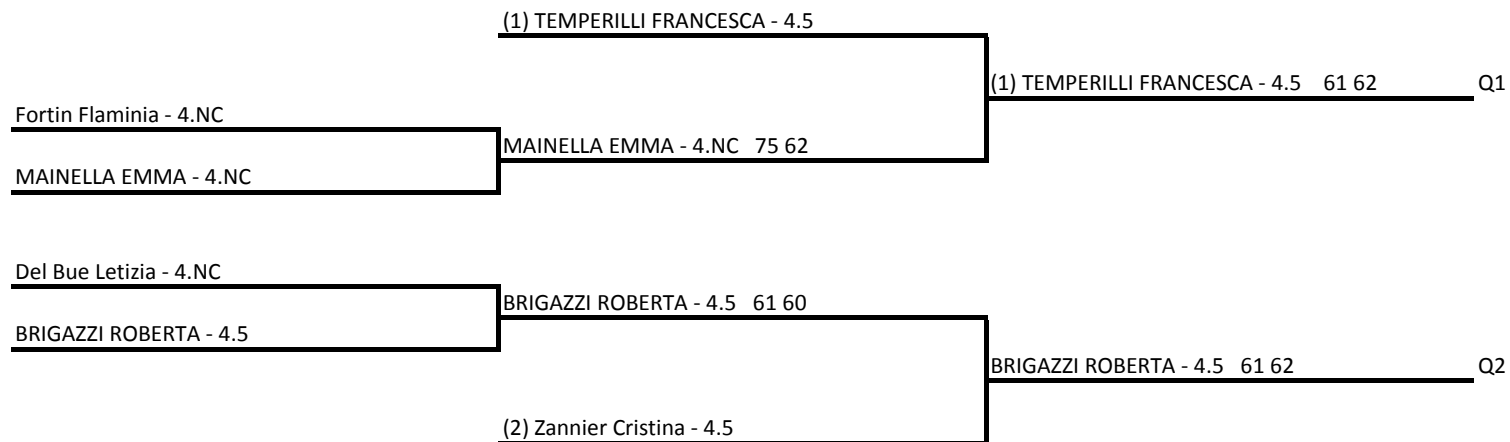 (1) TEMPERILLI FRANCESCA - 4.5
(1) TEMPERILLI FRANCESCA - 4.5 61 62 Q1
Fortin Flaminia - 4.NC
MAINELLA EMMA - 4.NC 75 62
MAINELLA EMMA - 4.NC
Del Bue Letizia - 4.NC
BRIGAZZI ROBERTA - 4.5 61 60
BRIGAZZI ROBERTA - 4.5
BRIGAZZI ROBERTA - 4.5 61 62 Q2
(2) Zannier Cristina - 4.5